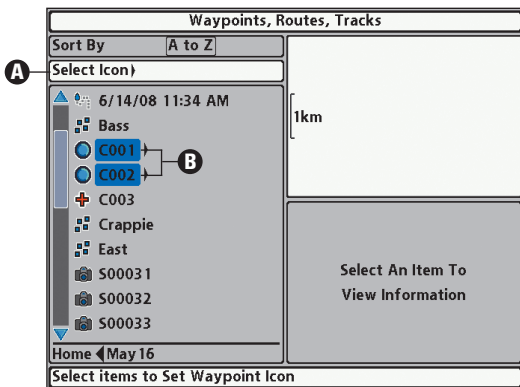 Waypoints, Routes, Tracks
Sort By A to Z
A
Select Icon
6/14/08 11:34 AM
Bass
C001
B
C002
C003
Crappie
East
S00031
S00032
S00033
Home May 16
1km
Select An Item To
View Information
Select items to Set Waypoint Icon